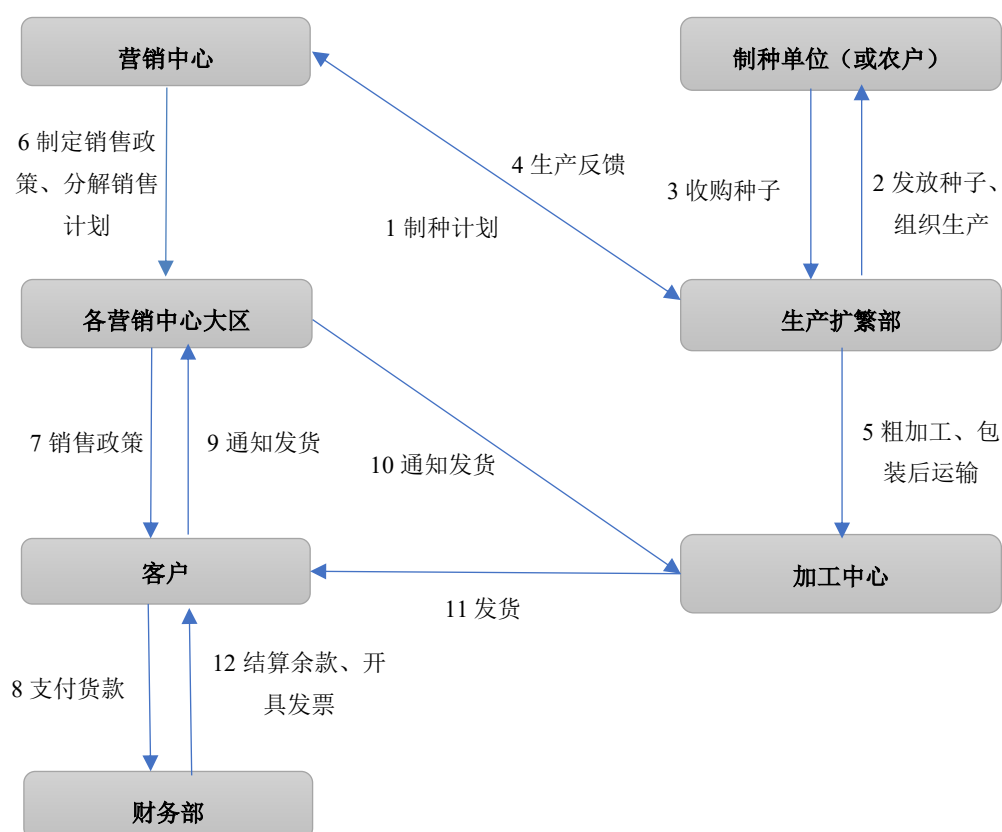 营销中心
制种单位（或农户）
6 制定销售政
策、分解销售
计划
4 生产反馈
1 制种计划
3 收购种子
2 发放种子、
组织生产
各营销中心大区
生产扩繁部
7 销售政策
9 通知发货
10 通知发货
5 粗加工、包
装后运输
客户
加工中心
11 发货
8 支付货款
12 结算余款、开
具发票
财务部